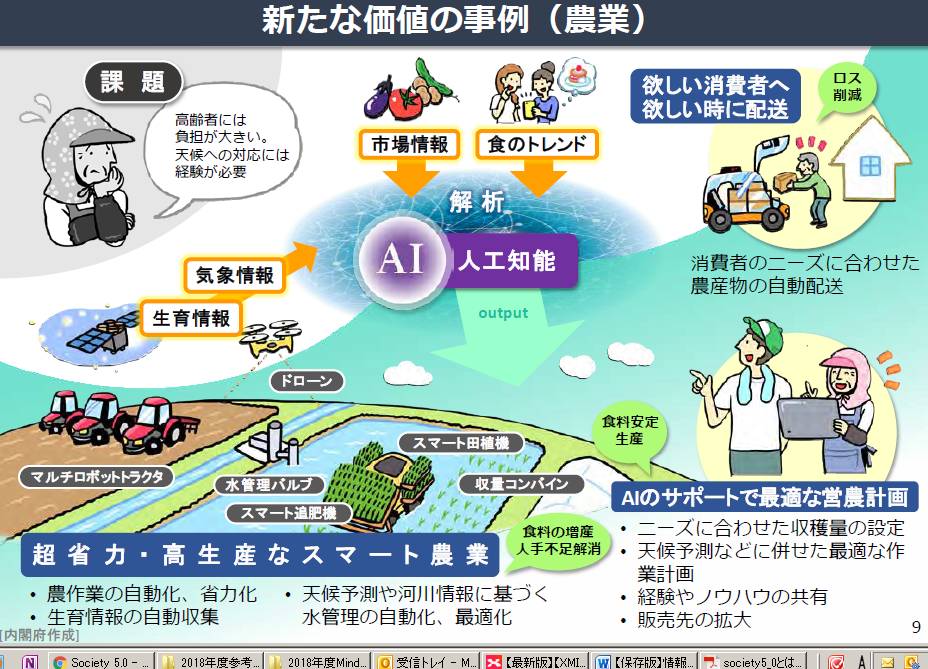 新たな価値の事例（農業）
課 題
高齢者には
負担が大きい。
天候への対応には
経験が必要
市場情報
食のトレンド
欲しい消費者へ
欲しい時に配送
ロス
削減
解 析
AI 人工知能
気象情報
生育情報
output
消費者のニーズに合わせた
農産物の自動配送
ドローン
マルチロボットトラクタ
スマート田植機
水管理バルブ
収量コンバイン
スマート追肥機
食料安定
生産
食料の増産
人手不足解消
AIのサポートで最適な営農計画
・ ニーズに合わせた収穫量の設定
・ 天候予測などに併せた最適な作
業計画
・ 経験やノウハウの共有
・ 販売先の拡大
超 省 力 ・ 高 生 産 な ス マ ー ト 農 業
・ 農作業の自動化、省力化
・ 生育情報の自動収集
・ 天候予測や河川情報に基づく
水管理の自動化、最適化
[内閣府作成]
9
Society 5.0 - ...
2018年度参考...
2018年度Mind...
受信トレイ - M...
【最新版】【XMI...
【保存版】情報...
society5_0とは...
A